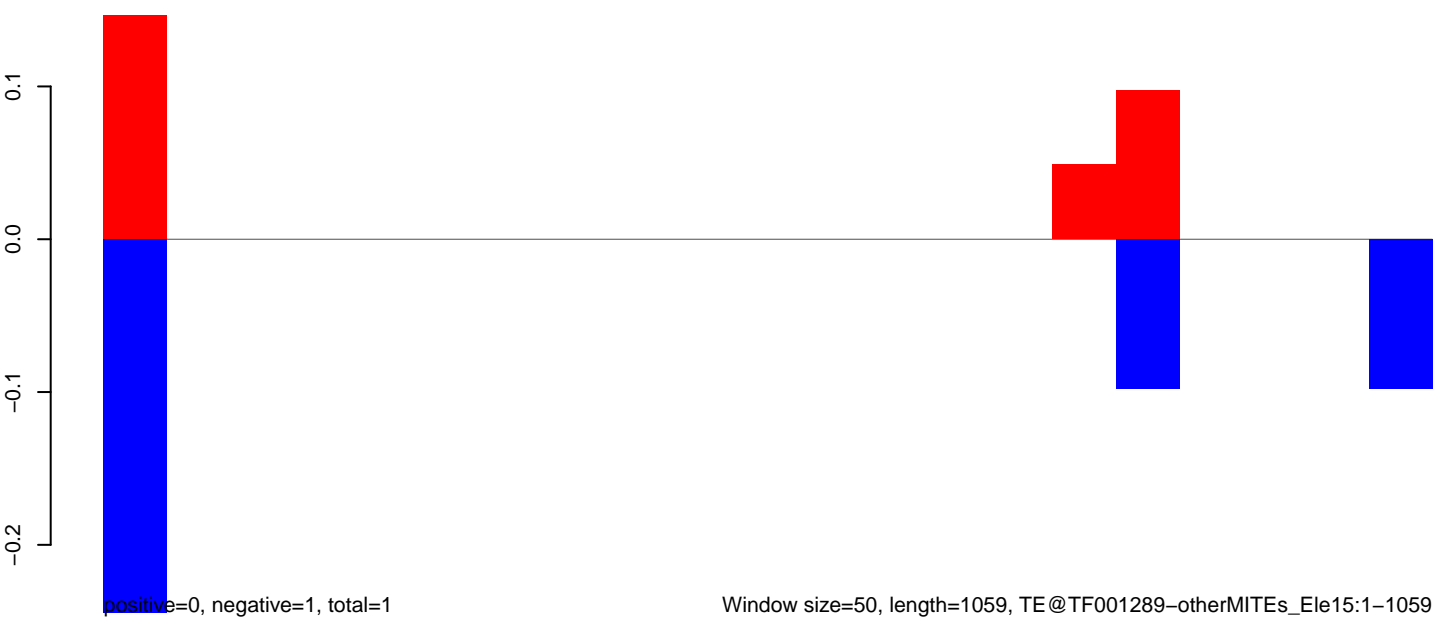 0.1
0.0
−0.1
−0.2
positive=0, negative=1, total=1
Window size=50, length=1059, TE@TF001289−otherMITEs_Ele15:1−1059